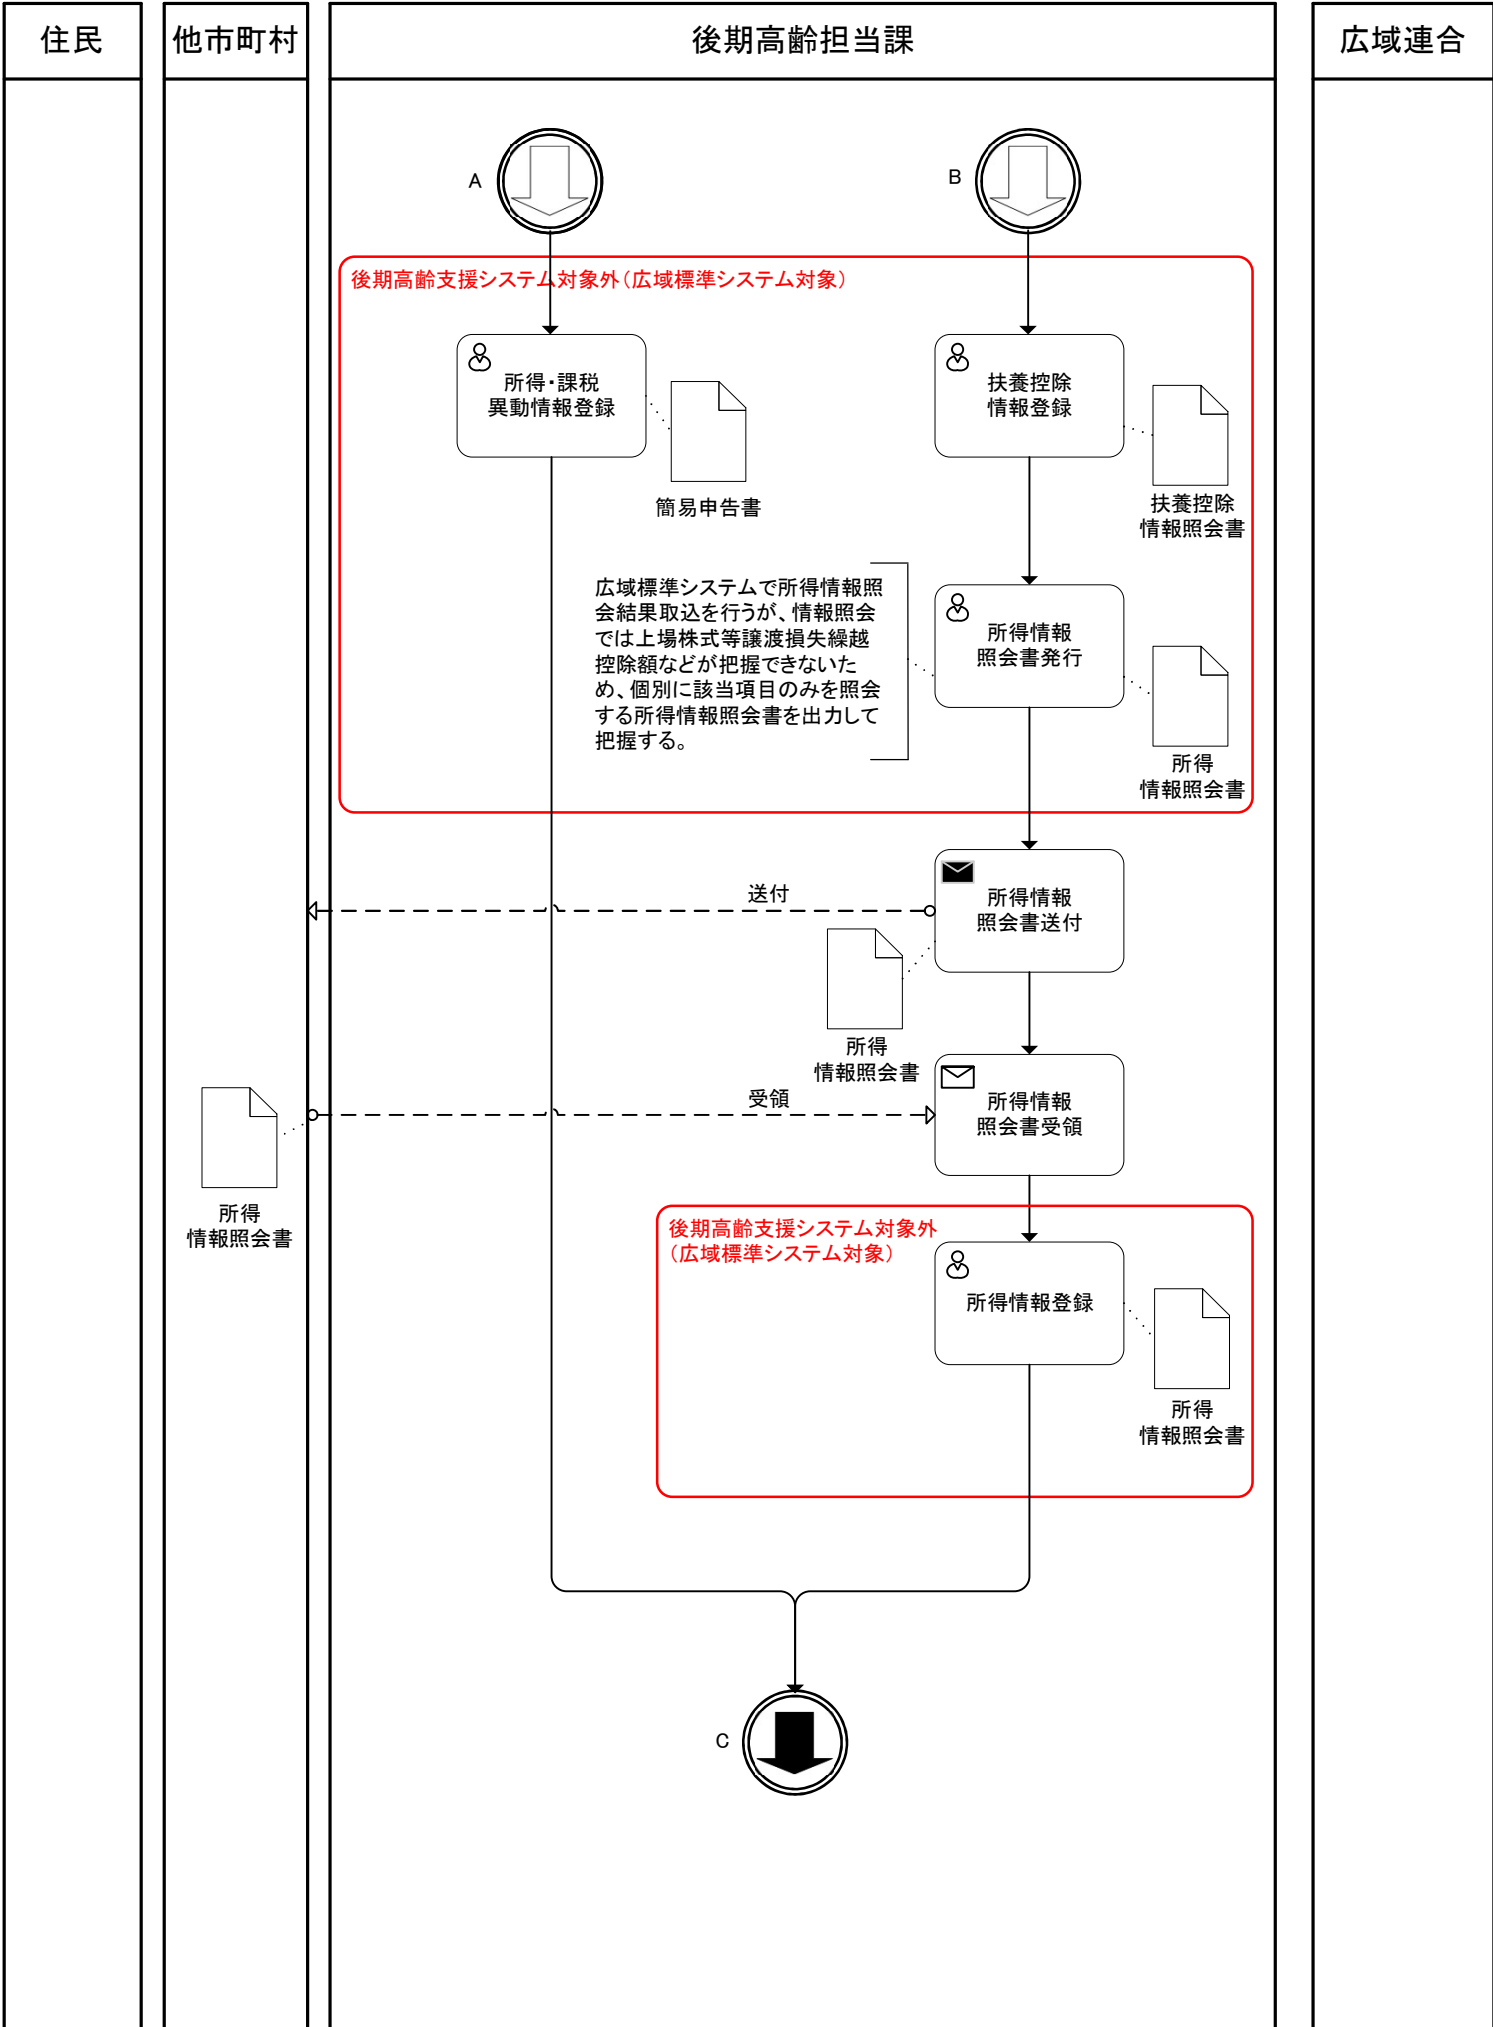 住民
他市町村
後期高齢担当課
広域連合
A
B
後期高齢支援システム対象外（広域標準システム対象）
所得・課税
異動情報登録
簡易申告書
扶養控除
情報登録
扶養控除
情報照会書
広域標準システムで所得情報照
会結果取込を行うが、情報照会
では上場株式等譲渡損失繰越
控除額などが把握できないた
め、個別に該当項目のみを照会
する所得情報照会書を出力して
把握する。
所得情報
照会書発行
所得
情報照会書
送付
所得情報
照会書送付
所得
情報照会書
受領
所得情報
照会書受領
所得
情報照会書
後期高齢支援システム対象外
（広域標準システム対象）
所得情報登録
所得
情報照会書
C